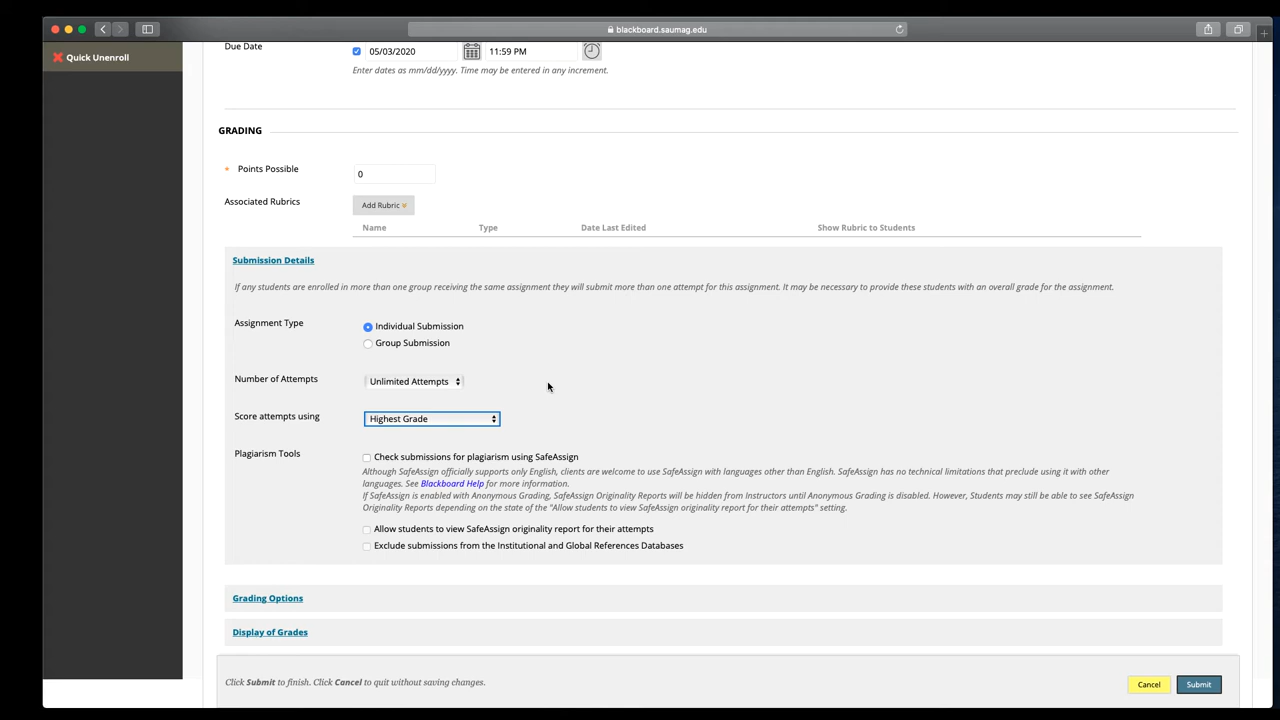 blackboard.saumag.edu
Quick Unenroll
Due Date
05/03/2020
11:59 PM
Enter dates as mm/dd/yyyy. Time may be entered in any increment.
GRADING
* Points Possible
0
Associated Rubrics
Add Rubric
Name Type Date Last Edited Show Rubric to Students
Submission Details
If any students are enrolled in more than one group receiving the same assignment they will submit more than one attempt for this assignment. It may be necessary to provide these students with an overall grade for the assignment.
Assignment Type
Individual Submission
Group Submission
Number of Attempts
Unlimited Attempts
Score attempts using
Highest Grade
Plagiarism Tools
Check submissions for plagiarism using SafeAssign
Although SafeAssign officially supports only English, clients are welcome to use SafeAssign with languages other than English. SafeAssign has no technical limitations that preclude using it with other
languages. See Blackboard Help for more information.
If SafeAssign is enabled with Anonymous Grading, SafeAssign Originality Reports will be hidden from Instructors until Anonymous Grading is disabled. However, Students may still be able to see SafeAssign
Originality Reports depending on the state of the "Allow students to view SafeAssign originality report for their attempts" setting.
Allow students to view SafeAssign originality report for their attempts
Exclude submissions from the Institutional and Global References Databases
Grading Options
Display of Grades
Click Submit to finish. Click Cancel to quit without saving changes.
Cancel
Submit